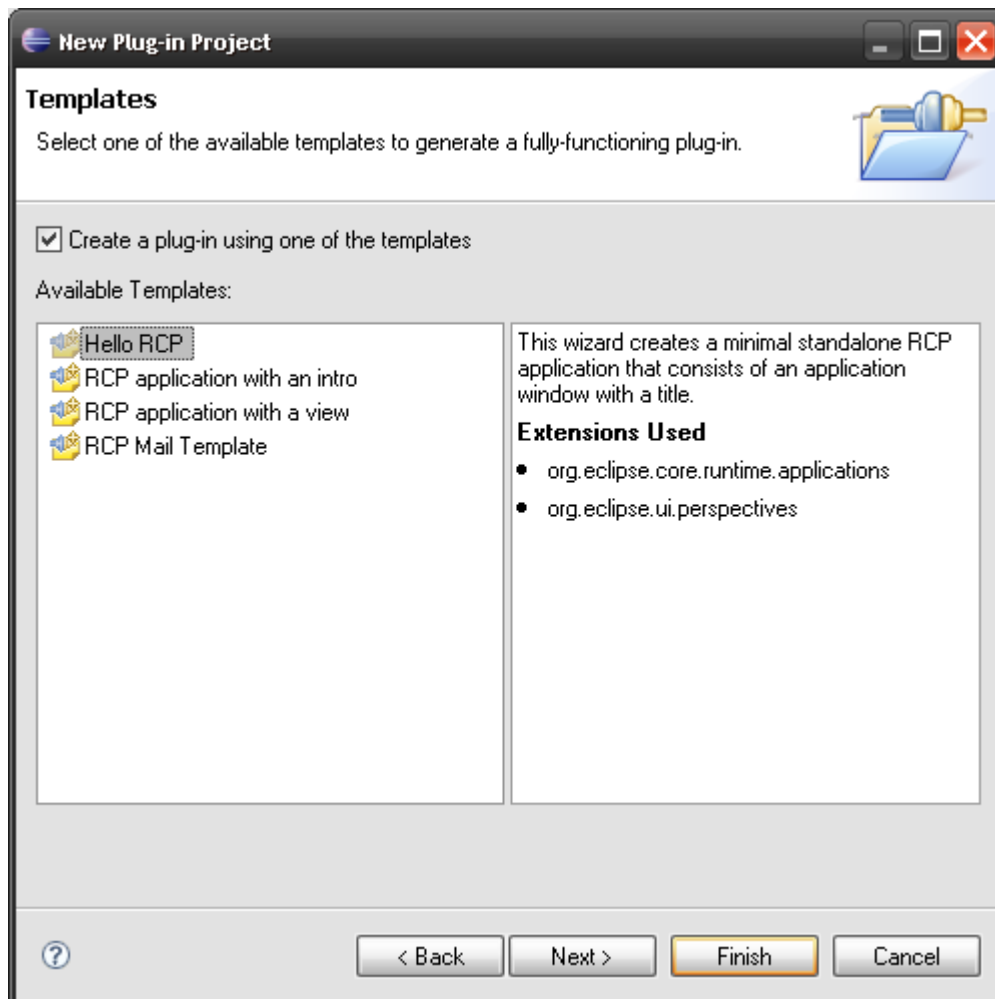 New Plug-in Project
Templates
Select one of the available templates to generate a fully-functioning plug-in.
Create a plug-in using one of the templates
Available Templates:
Hello RCP
RCP application with an intro
RCP application with a view
RCP Mail Template
This wizard creates a minimal standalone RCP
application that consists of an application
window with a title.
Extensions Used
org.eclipse.core.runtime.applications
org.eclipse.ui.perspectives
?
< Back
Next >
Finish
Cancel